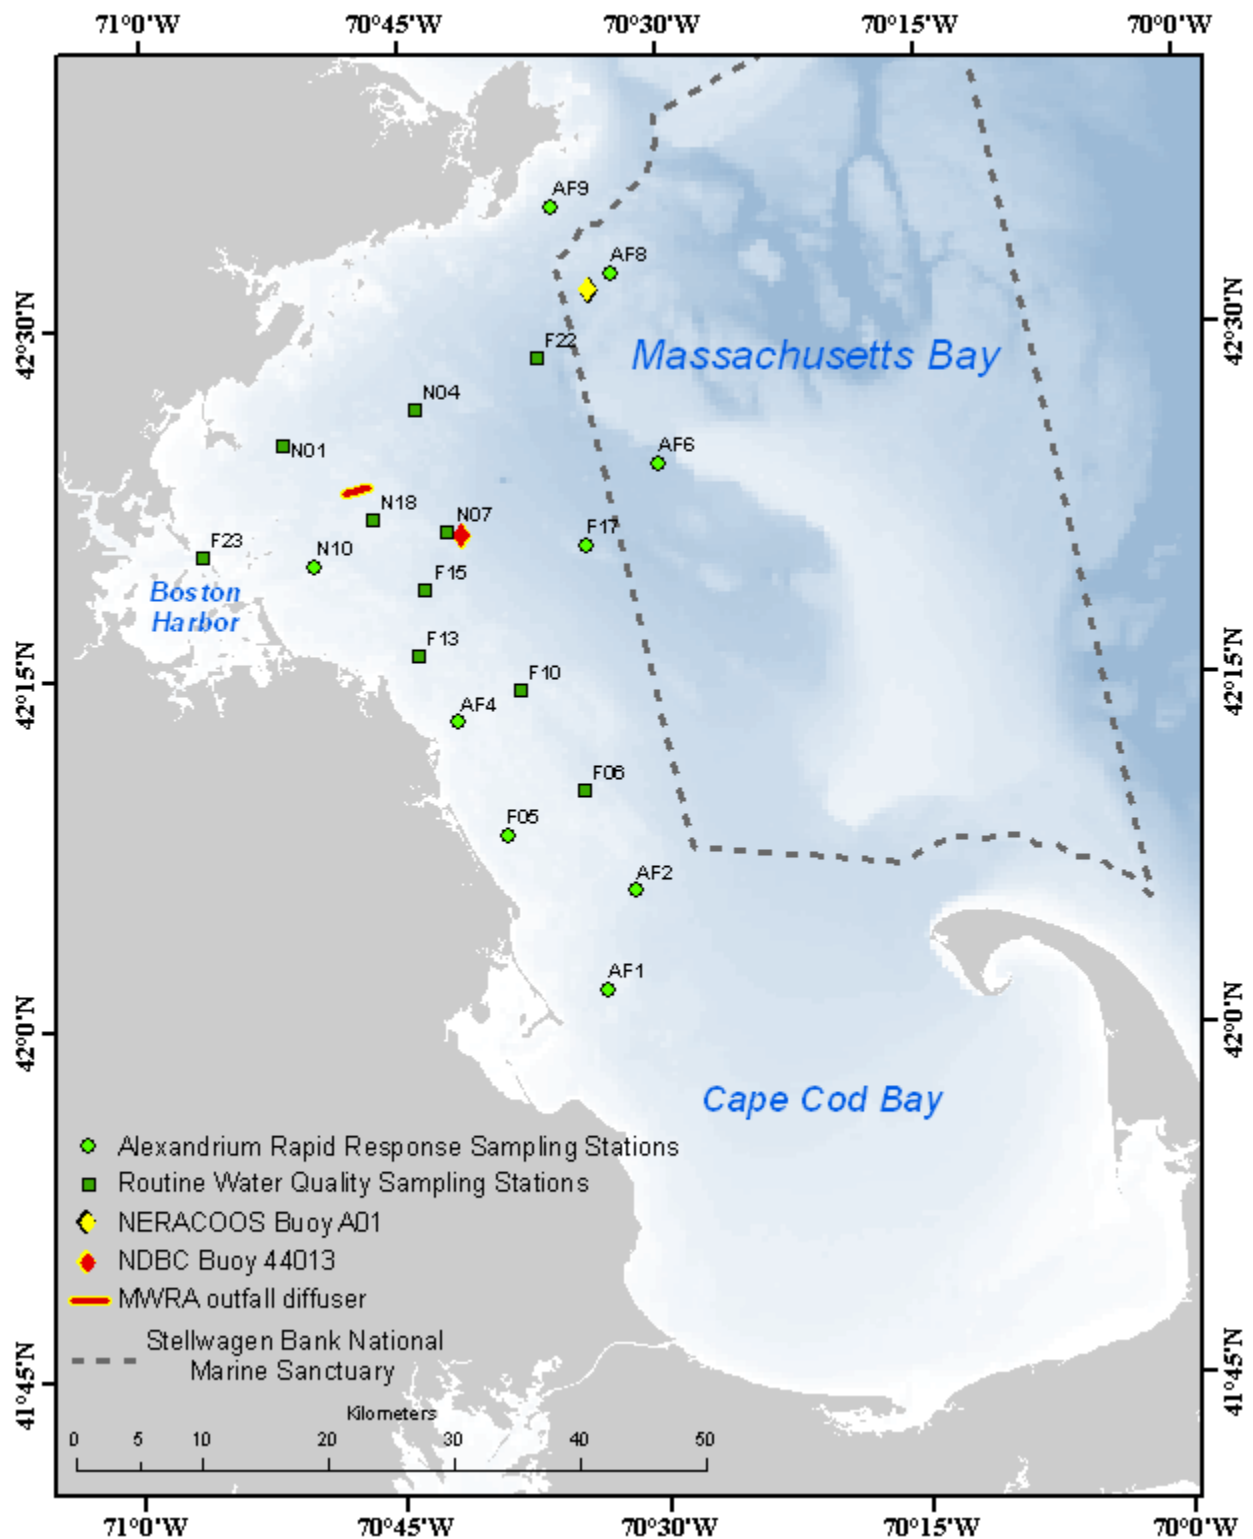 71°0'W 70°45'W 70°30'W 70°15'W 70°0'W
AF9
AF8
42°30'N
42°30'N
F22
Massachusetts Bay
N04
N01
AF6
N18
N07
F17
F23
N10
Boston
Harbor
F15
F13
42°15'N
42°15'N
F10
AF4
F06
F05
AF2
AF1
42°0'N
42°0'N
Cape Cod Bay
Alexandrium Rapid Response Sampling Stations
Routine Water Quality Sampling Stations
NERACOOS Buoy A01
NDBC Buoy 44013
MWRA outfall diffuser
Stellwagen Bank National
Marine Sanctuary
41°45'N
41°45'N
Kilometers
0 5 10 20 30 40 50
71°0'W 70°45'W 70°30'W 70°15'W 70°0'W